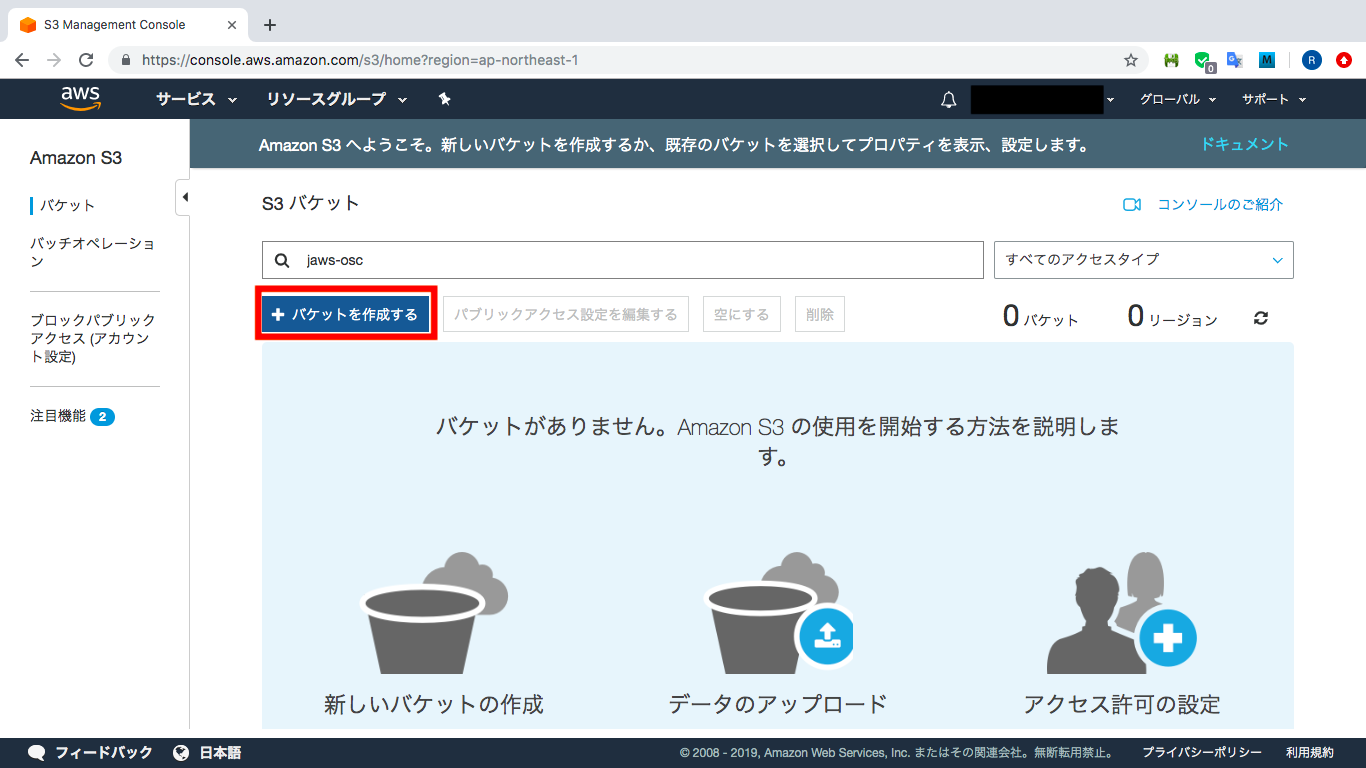 S3 Management Console
https://console.aws.amazon.com/s3/home?region=ap-northeast-1
0
M
R
aws
サービス
リソースグループ
グローバル
サポート
Amazon S3
バケット
バッチオペレーショ
ン
ブロックパブリック
アクセス (アカウン
ト設定)
注目機能 2
Amazon S3 へようこそ。新しいバケットを作成するか、既存のバケットを選択してプロパティを表示、設定します。
ドキュメント
S3 バケット
コンソールのご紹介
jaws-osc
すべてのアクセスタイプ
バケットを作成する
パブリックアクセス設定を編集する
空にする
削除
0 バケット
0 リージョン
バケットがありません。Amazon S3 の使用を開始する方法を説明しま
す。
新しいバケットの作成
データのアップロード
アクセス許可の設定
フィードバック
日本語
© 2008 - 2019, Amazon Web Services, Inc. またはその関連会社。無断転用禁止。
プライバシーポリシー
利用規約